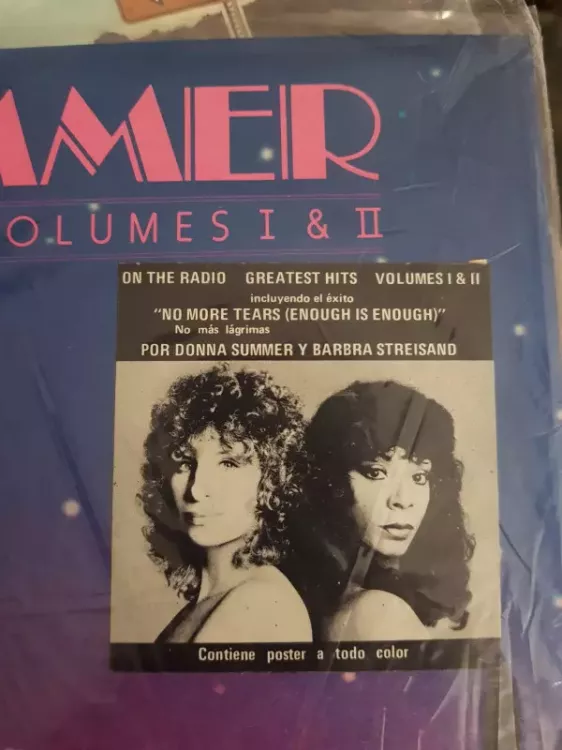 MMER
OLUMES I & II
ON THE RADIO GREATEST HITS VOLUMES I & II
incluyendo el éxito
"NO MORE TEARS (ENOUGH IS ENOUGH)"
No más lágrimas
POR DONNA SUMMER Y BARBRA STREISAND
Contiene poster a todo color